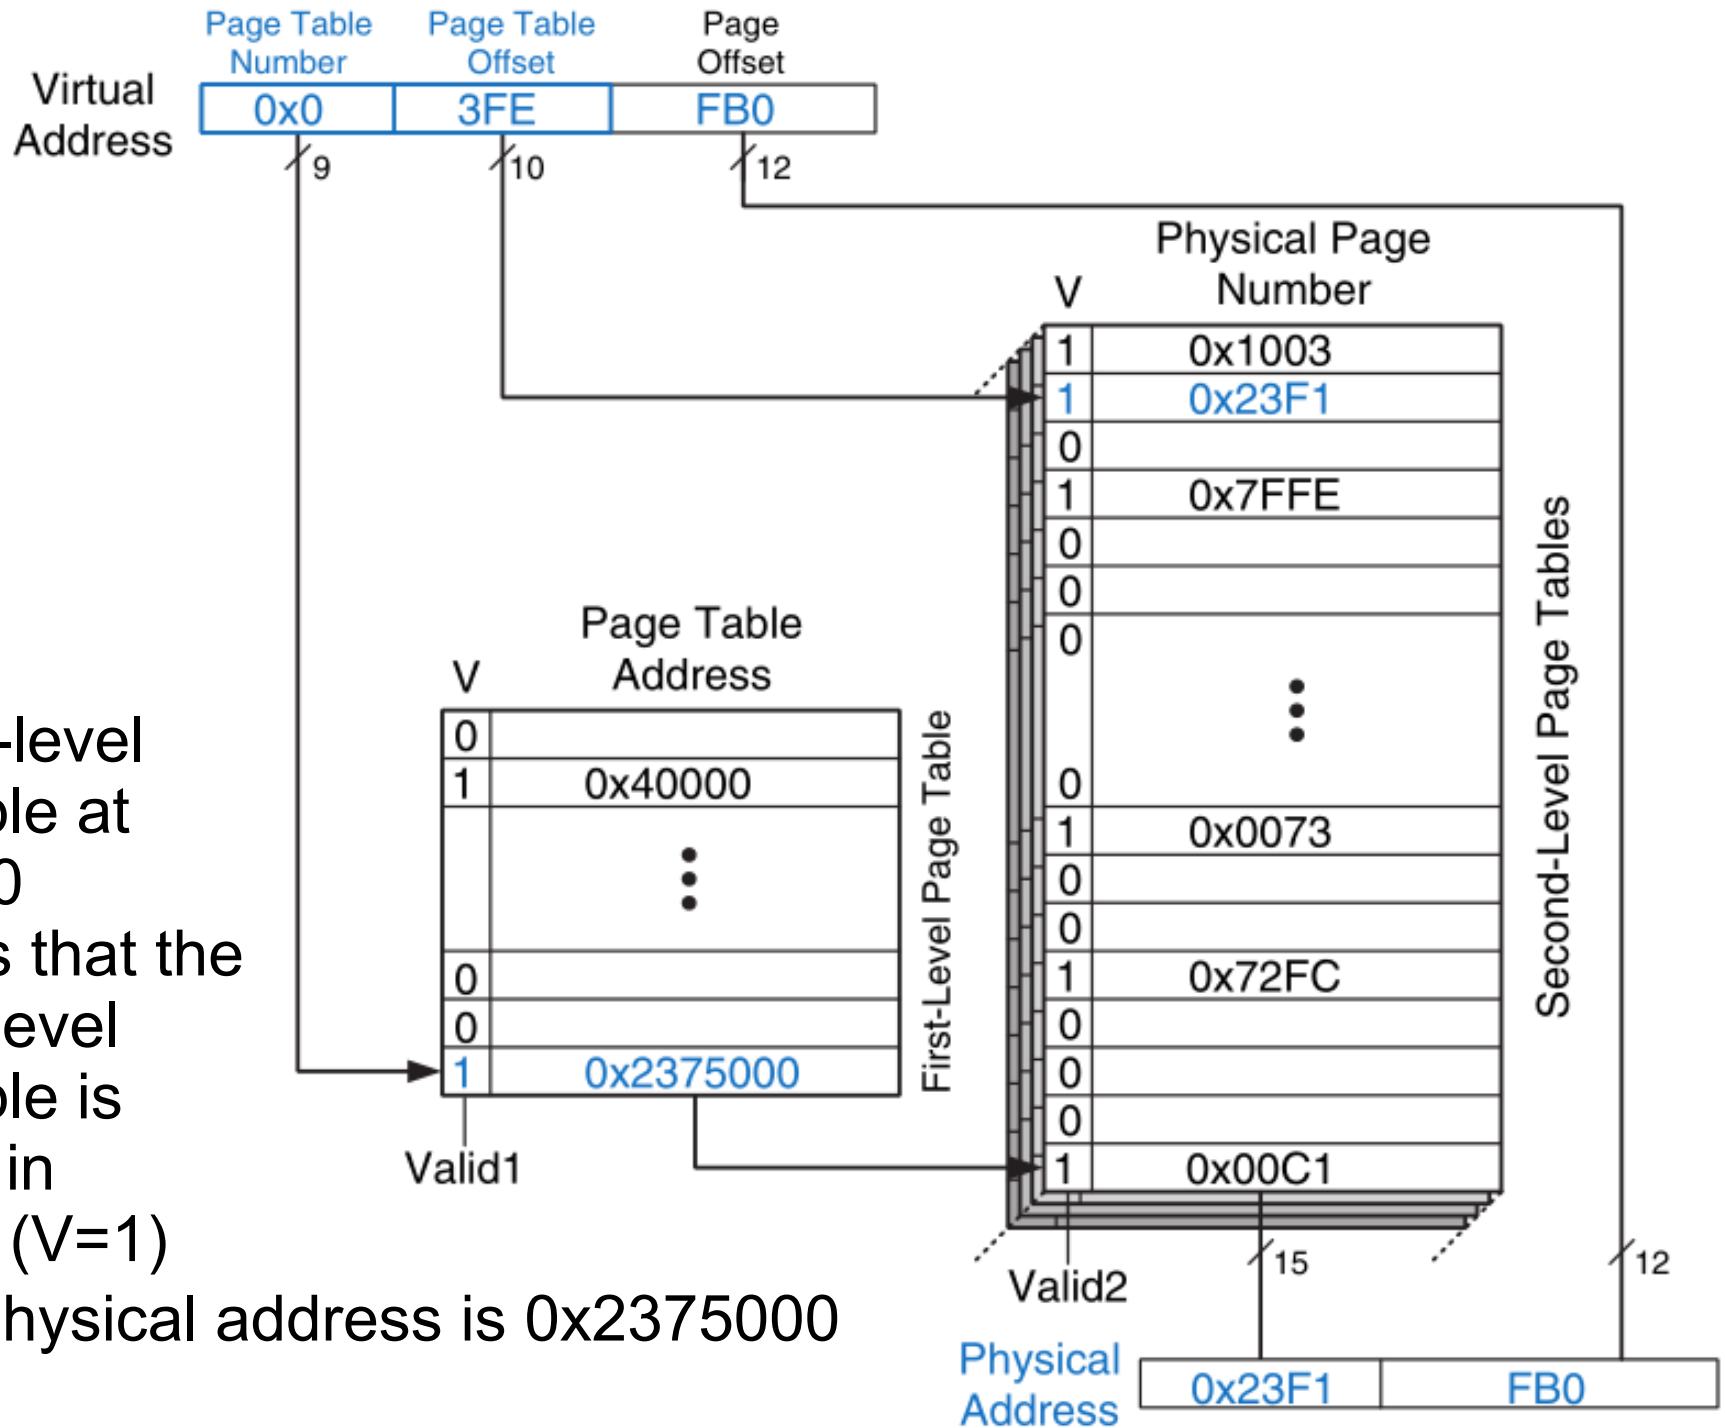 Page Table
Number
Page Table
Offset
Page
Offset
Virtual
Address
0x0
3FE
FB0
9
10
12
Physical Page
Number
V
1 0x1003
1 0x23F1
0
1 0x7FFE
0
0
0
0
1 0x0073
0
0
1 0x72FC
0
0
0
1 0x00C1
Second-Level Page Tables
Page Table
Address
V
0
1 0x40000
0
0
1 0x2375000
First-Level Page Table
Valid1
Valid2
15
12
-level
ble at
0
s that the
level
ble is
in
(V=1)
hysical address is 0x2375000
Physical
Address
0x23F1
FB0